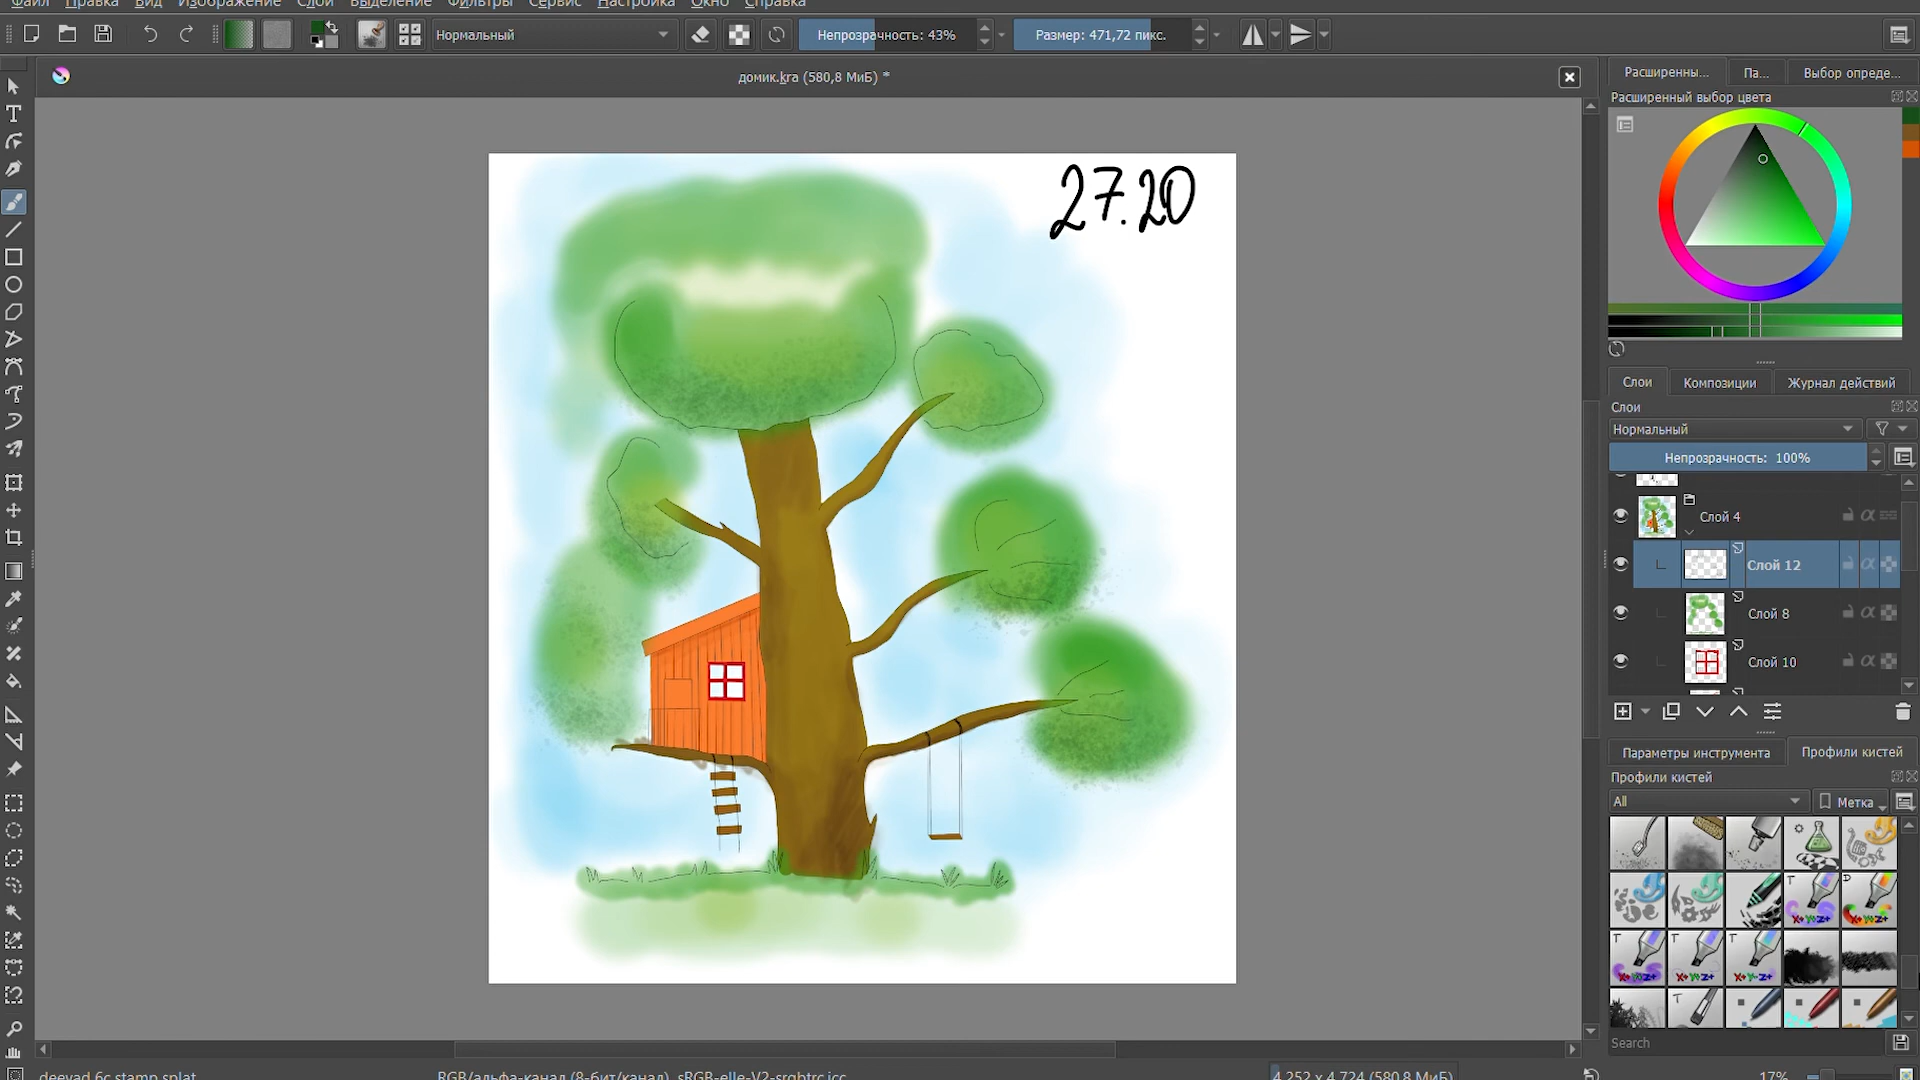 Файл Правка Вид Изображение Слои Выделение Фильтры Сервис Настройка Окно Справка
Нормальный
Непрозрачность: 43%
Размер: 471,72 пикс.
домик.kra (580,8 МиБ) *
27.20
Расширенны...
Па...
Выбор опреде...
Расширенный выбор цвета
Слои
Композиции
Журнал действий
Слои
Нормальный
Непрозрачность: 100%
Слой 4
Слой 12
Слой 8
Слой 10
Параметры инструмента
Профили кистей
Профили кистей
All
Метка
Search
deevad 6c stamp splat
RGB/альфа-канал (8-бит/канал), sRGB-elle-V2-srgbtrc.icc
4 252 x 4 724 (580,8 МиБ)
17%